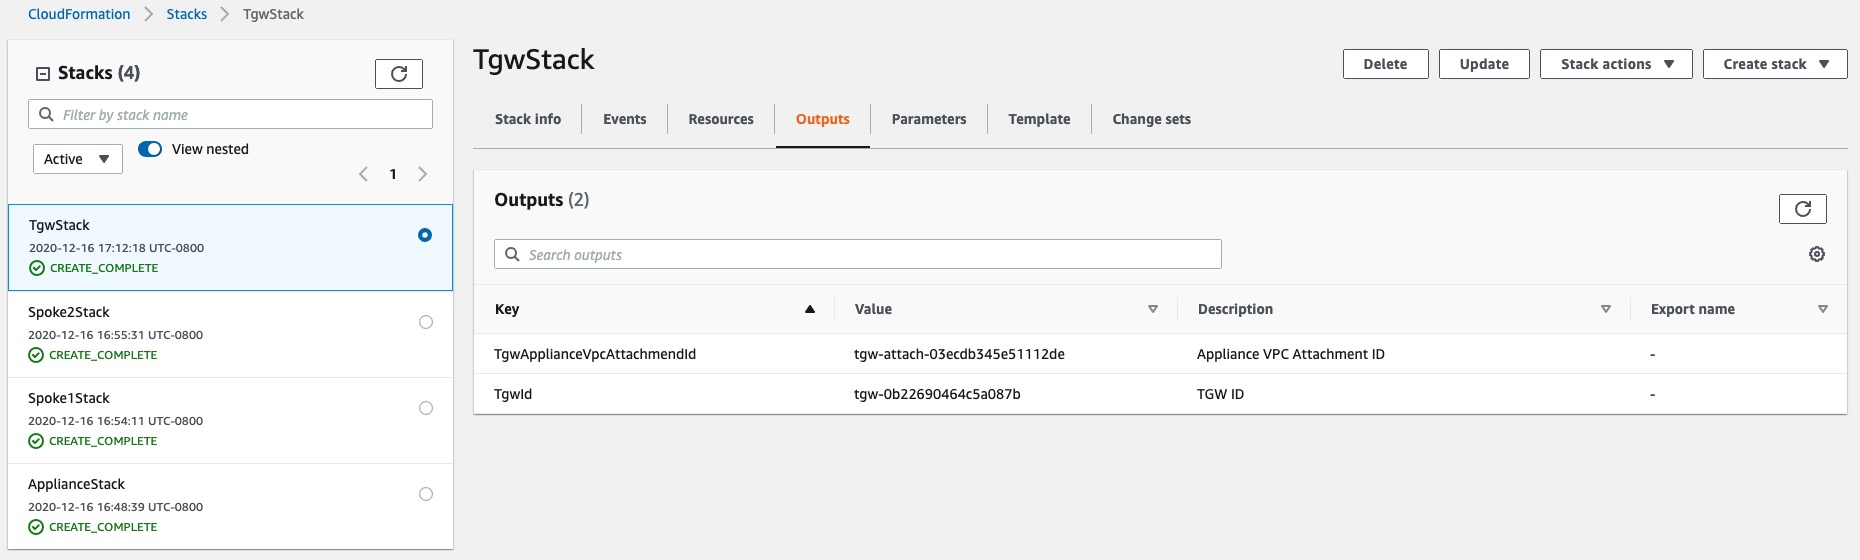 CloudFormation > Stacks > TgwStack
Stacks (4)
Filter by stack name
Active
View nested
< 1 >
TgwStack
2020-12-16 17:12:18 UTC-0800
CREATE_COMPLETE
Spoke2Stack
2020-12-16 16:55:31 UTC-0800
CREATE_COMPLETE
Spoke1Stack
2020-12-16 16:54:11 UTC-0800
CREATE_COMPLETE
ApplianceStack
2020-12-16 16:48:39 UTC-0800
CREATE_COMPLETE
TgwStack
Delete Update Stack actions Create stack
Stack info Events Resources Outputs Parameters Template Change sets
Outputs (2)
Search outputs
Key Value Description Export name
TgwApplianceVpcAttachmendId tgw-attach-03ecdb345e51112de Appliance VPC Attachment ID -
TgwId tgw-0b22690464c5a087b TGW ID -